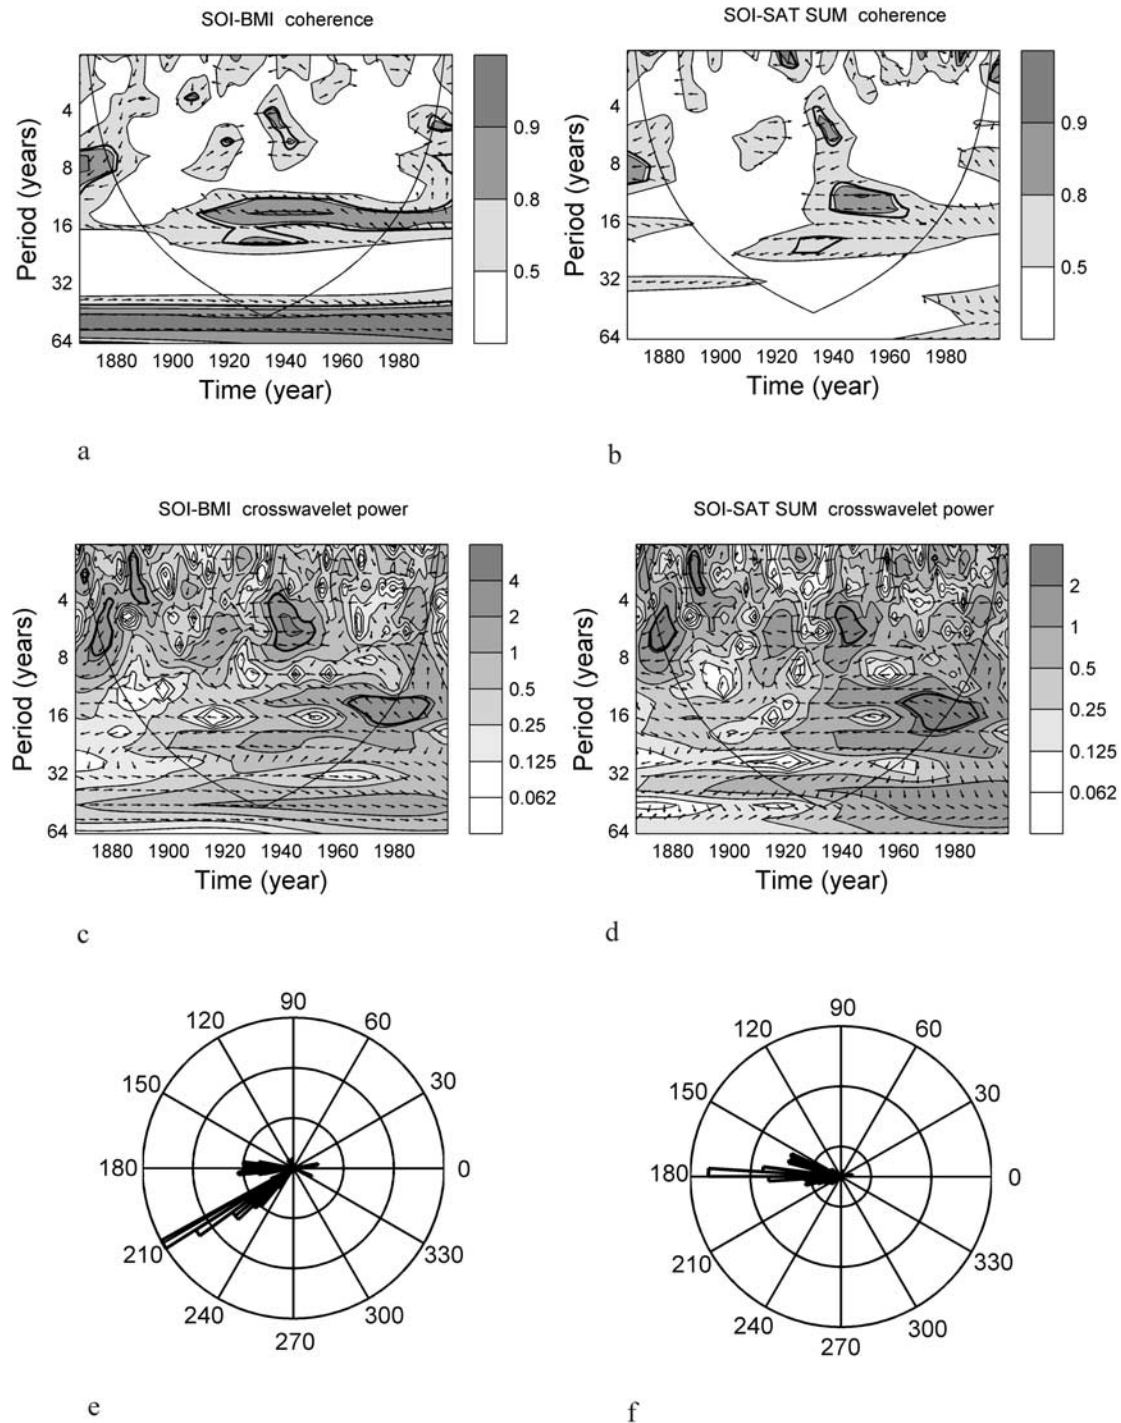 SOI-BMI coherence
4
8
16
32
64
Period (years)
1880 1900 1920 1940 1960 1980
Time (year)
0.9
0.8
0.5
a
SOI-SAT SUM coherence
4
8
16
32
64
Period (years)
1880 1900 1920 1940 1960 1980
Time (year)
0.9
0.8
0.5
b
SOI-BMI crosswavelet power
4
8
16
32
64
Period (years)
1880 1900 1920 1940 1960 1980
Time (year)
4
2
1
0.5
0.25
0.125
0.062
c
SOI-SAT SUM crosswavelet power
4
8
16
32
64
Period (years)
1880 1900 1920 1940 1960 1980
Time (year)
2
1
0.5
0.25
0.125
0.062
d
90
120 60
150 30
180 0
210 330
240 300
270
e
90
120 60
150 30
180 0
210 330
240 300
270
f